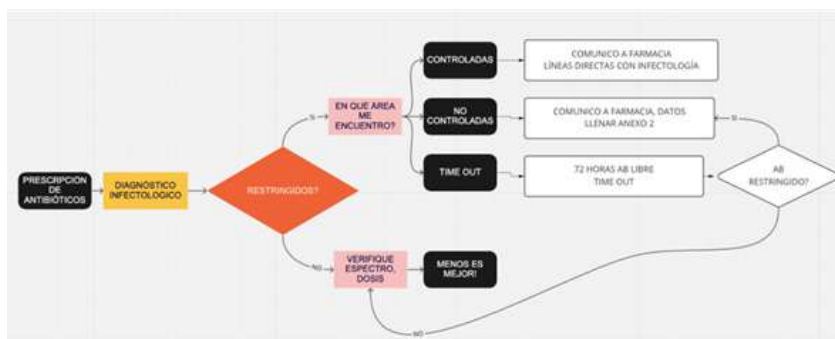 PRESCRPCIÓN
DE
ANTIBIÓTICOS
DIAGNÓSTICO
INFECTOLOGICO
RESTRINGIDOS?
SI
EN QUE AREA
ME
ENCUENTRO?
CONTROLADAS
COMUNICO A FARMACIA
LÍNEAS DIRECTAS CON INFECTOLOGÍA
NO
CONTROLADAS
COMUNICO A FARMACIA, DATOS
LLENAR ANEXO 2
SI
TIME OUT
72 HORAS AB LIBRE
TIME OUT
AB
RESTRINGIDO?
NO
VERIFIQUE
ESPECTRO,
DOSIS
MENOS ES
MEJOR!
NO